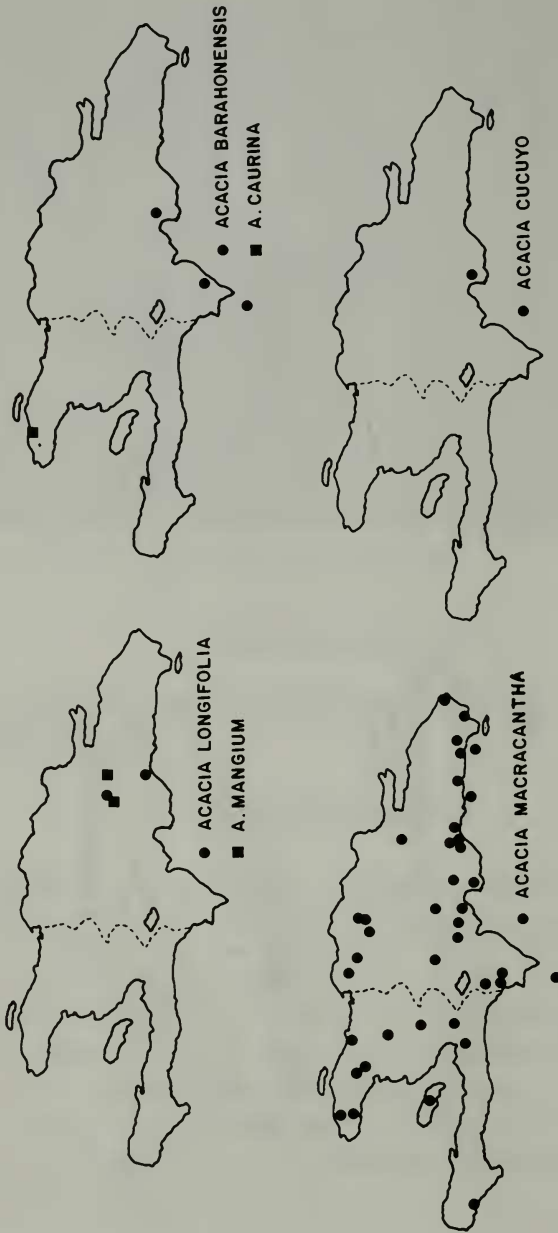 ACACIA LONGIFOLIA
A. MANGIUM
ACACIA BARAHONENSIS
A. CAURINA
ACACIA MACRACANTHA
ACACIA CUCUYO